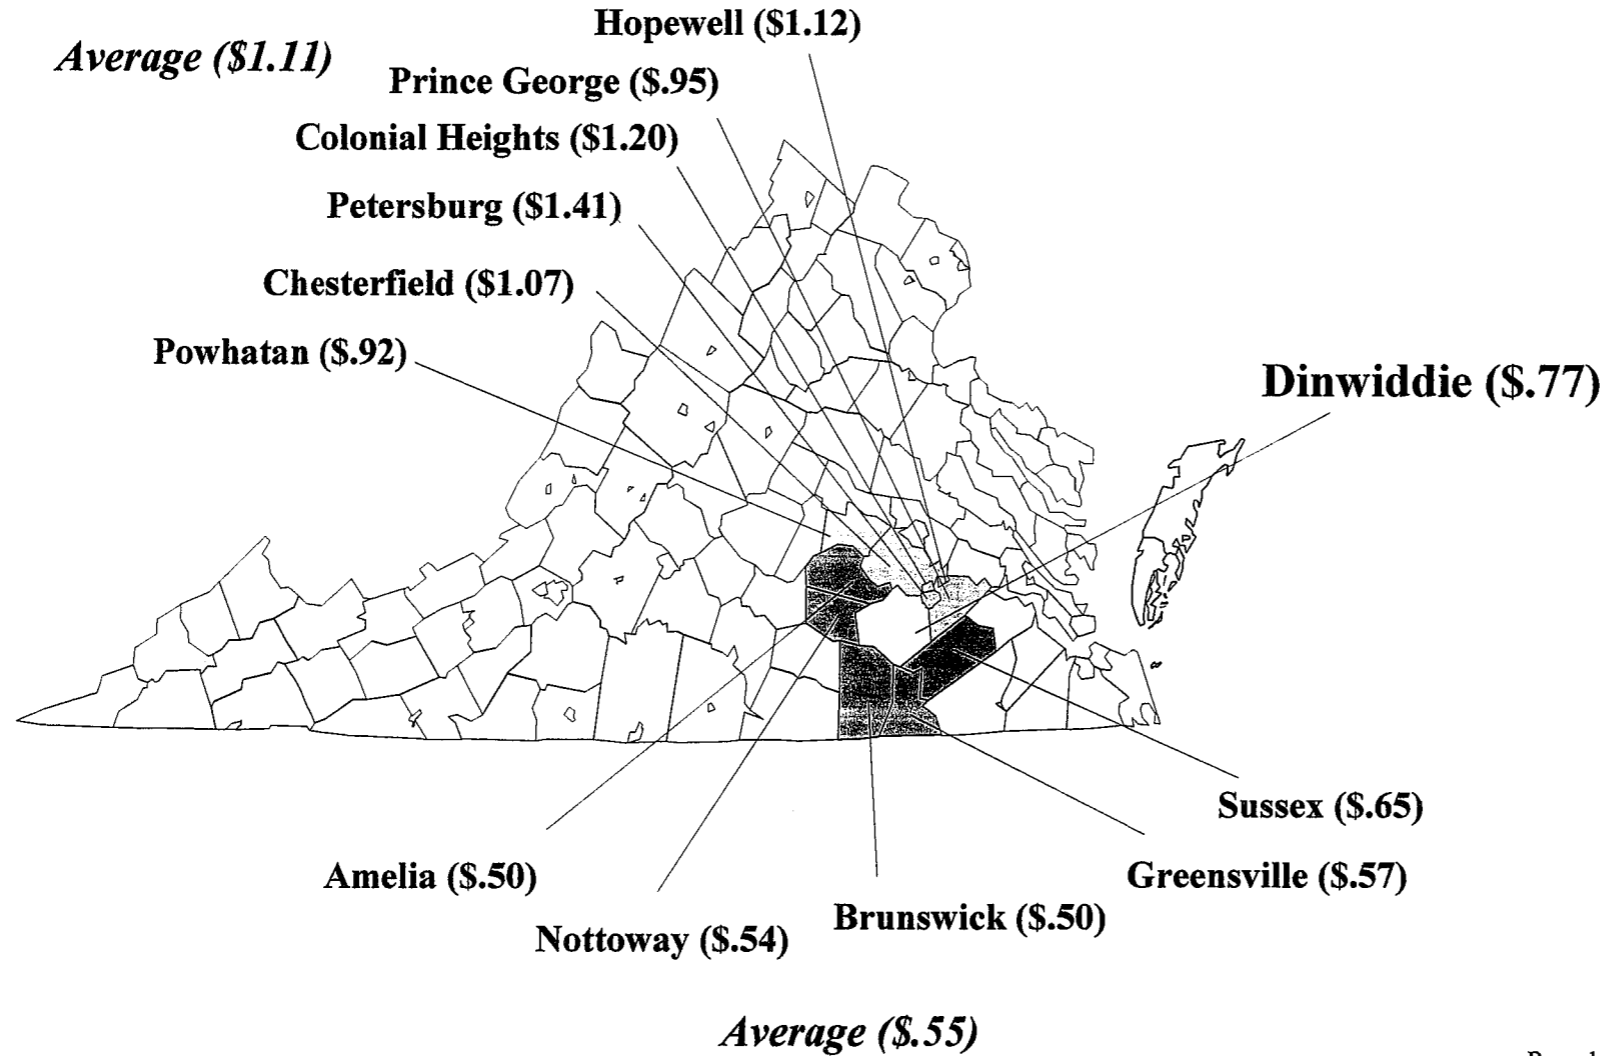 Hopewell ($1.12)
Average ($1.11)
Prince George ($.95)
Colonial Heights ($1.20)
Petersburg ($1.41)
Chesterfield ($1.07)
Powhatan ($.92)
Dinwiddie ($.77)
Sussex ($.65)
Amelia ($.50)
Greensville ($.57)
Brunswick ($.50)
Nottoway ($.54)
Average ($.55)